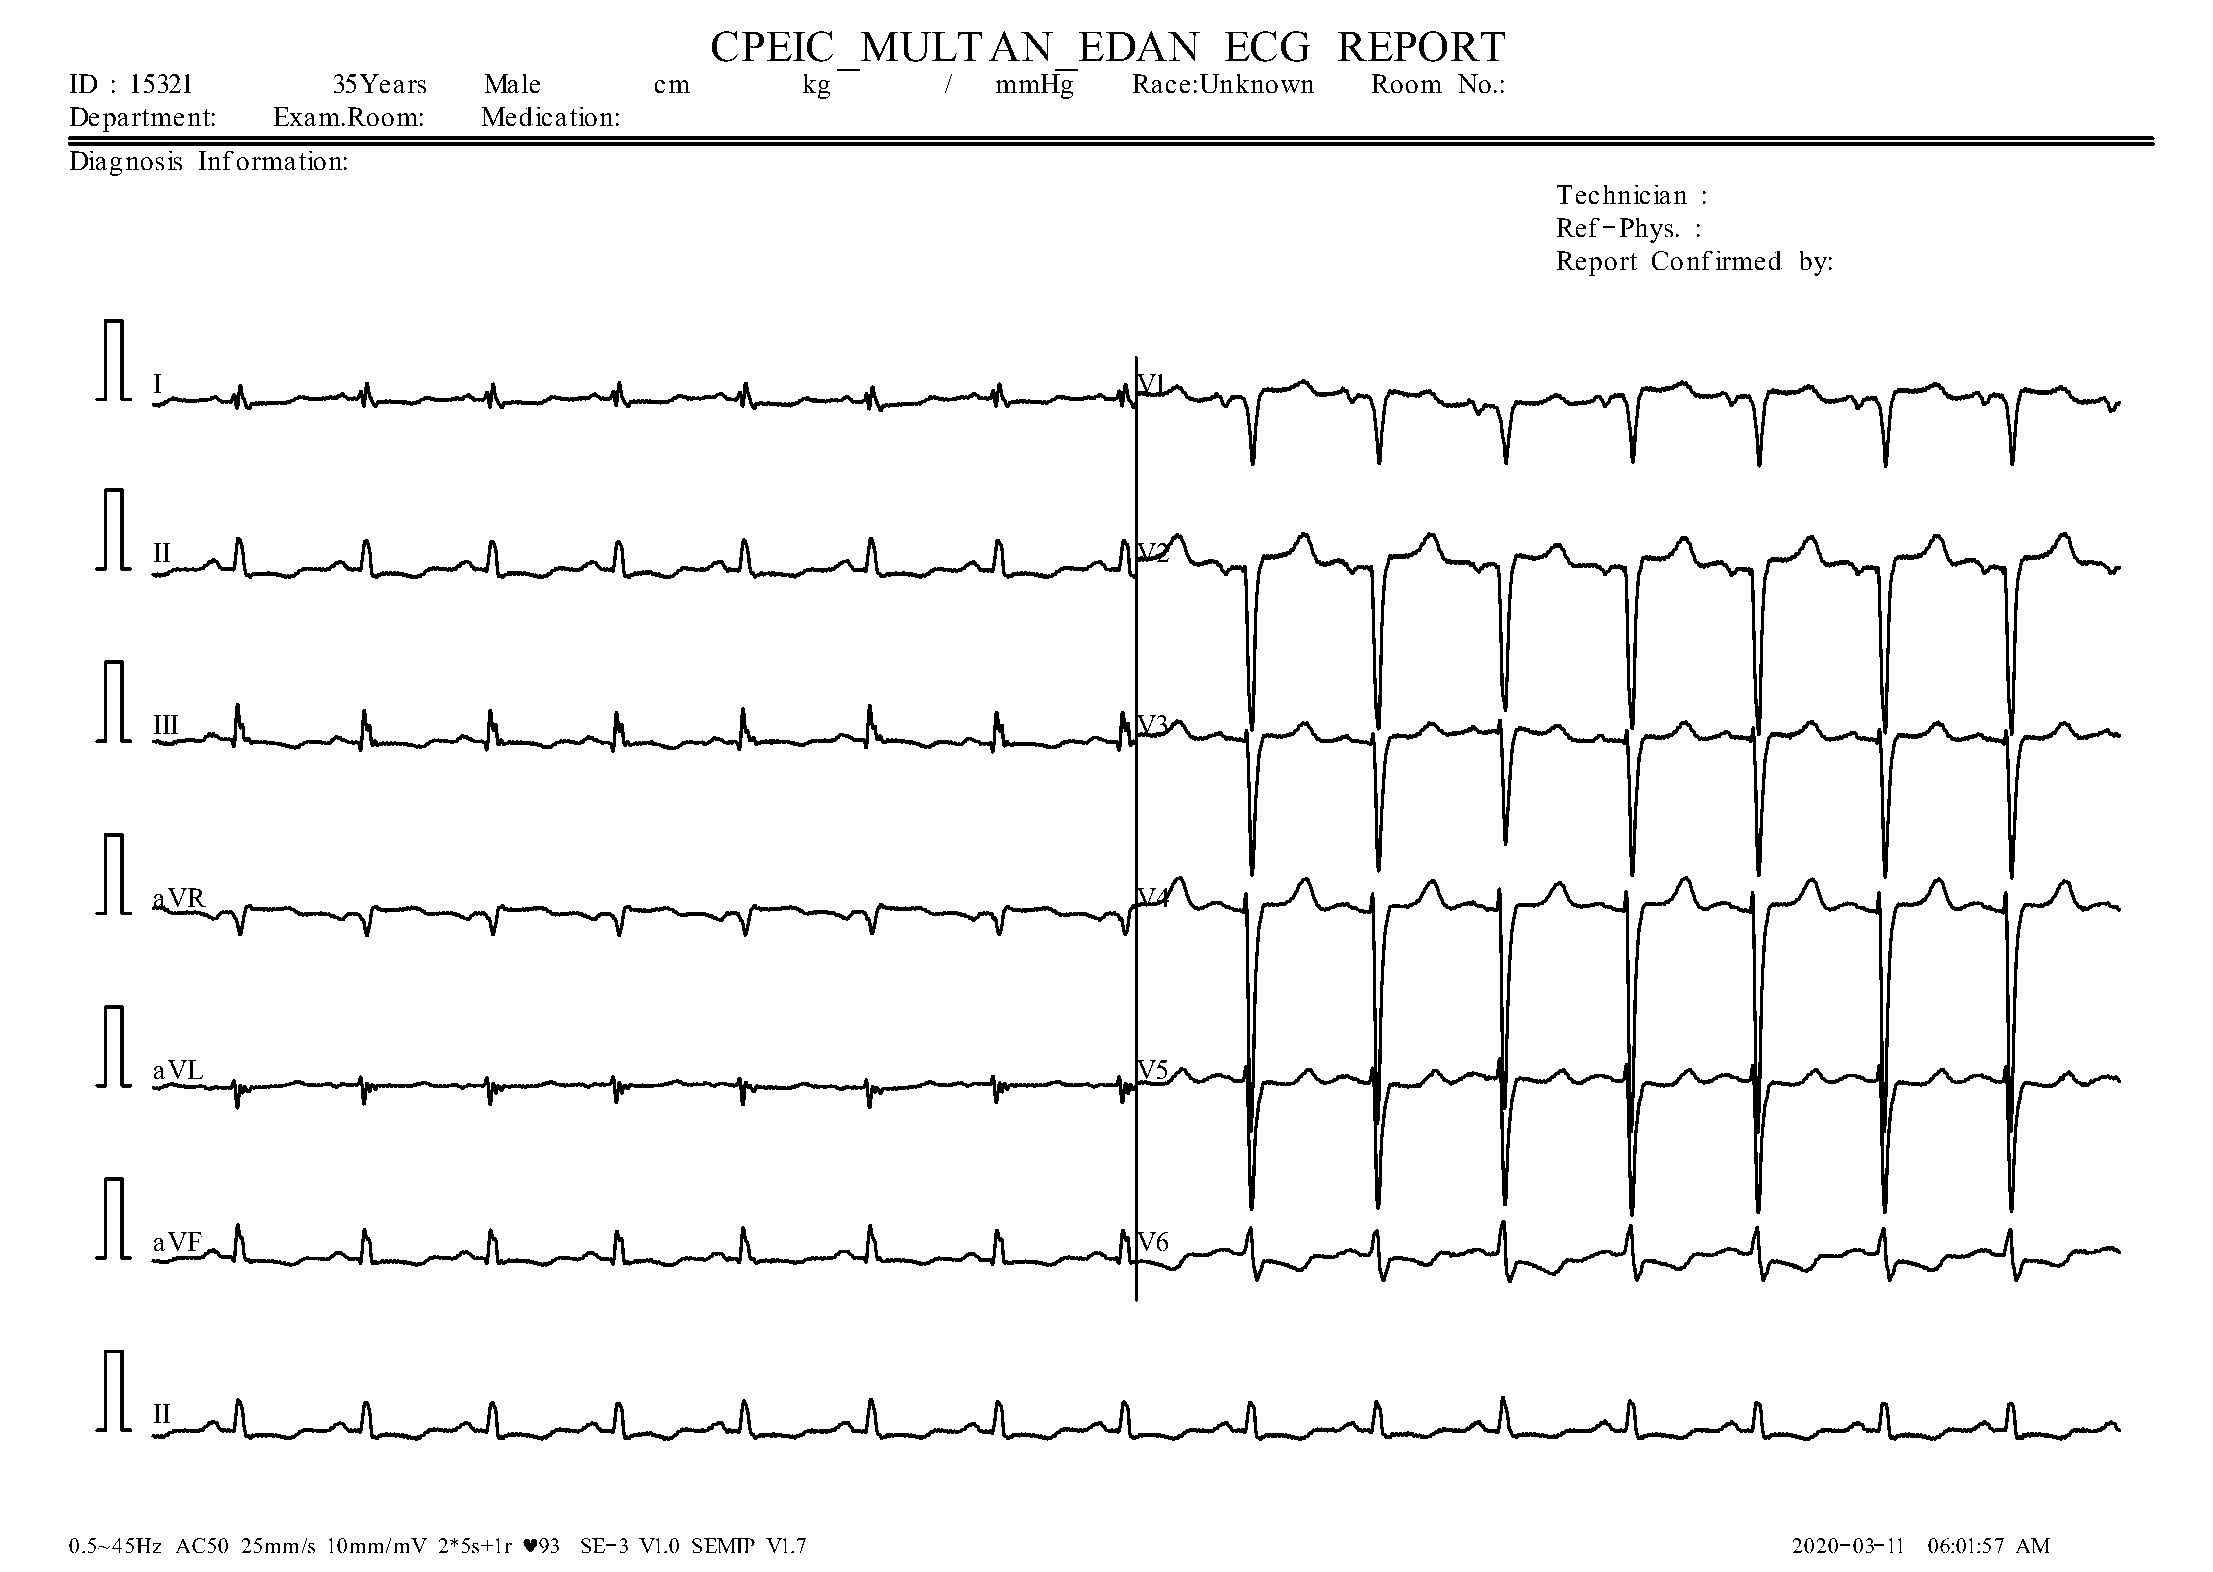 CPEIC_MULTAN_EDAN ECG REPORT
ID : 15321 35Years Male cm kg / mmHg Race:Unknown Room No.:
Department: Exam.Room: Medication:
Diagnosis Information:
Technician :
Ref-Phys. :
Report Confirmed by:
I V1
II V2
III V3
aVR V4
aVL V5
aVF V6
II
0.5~45Hz AC50 25mm/s 10mm/mV 2*5s+1r ♥93 SE-3 V1.0 SEMIP V1.7 2020-03-11 06:01:57 AM